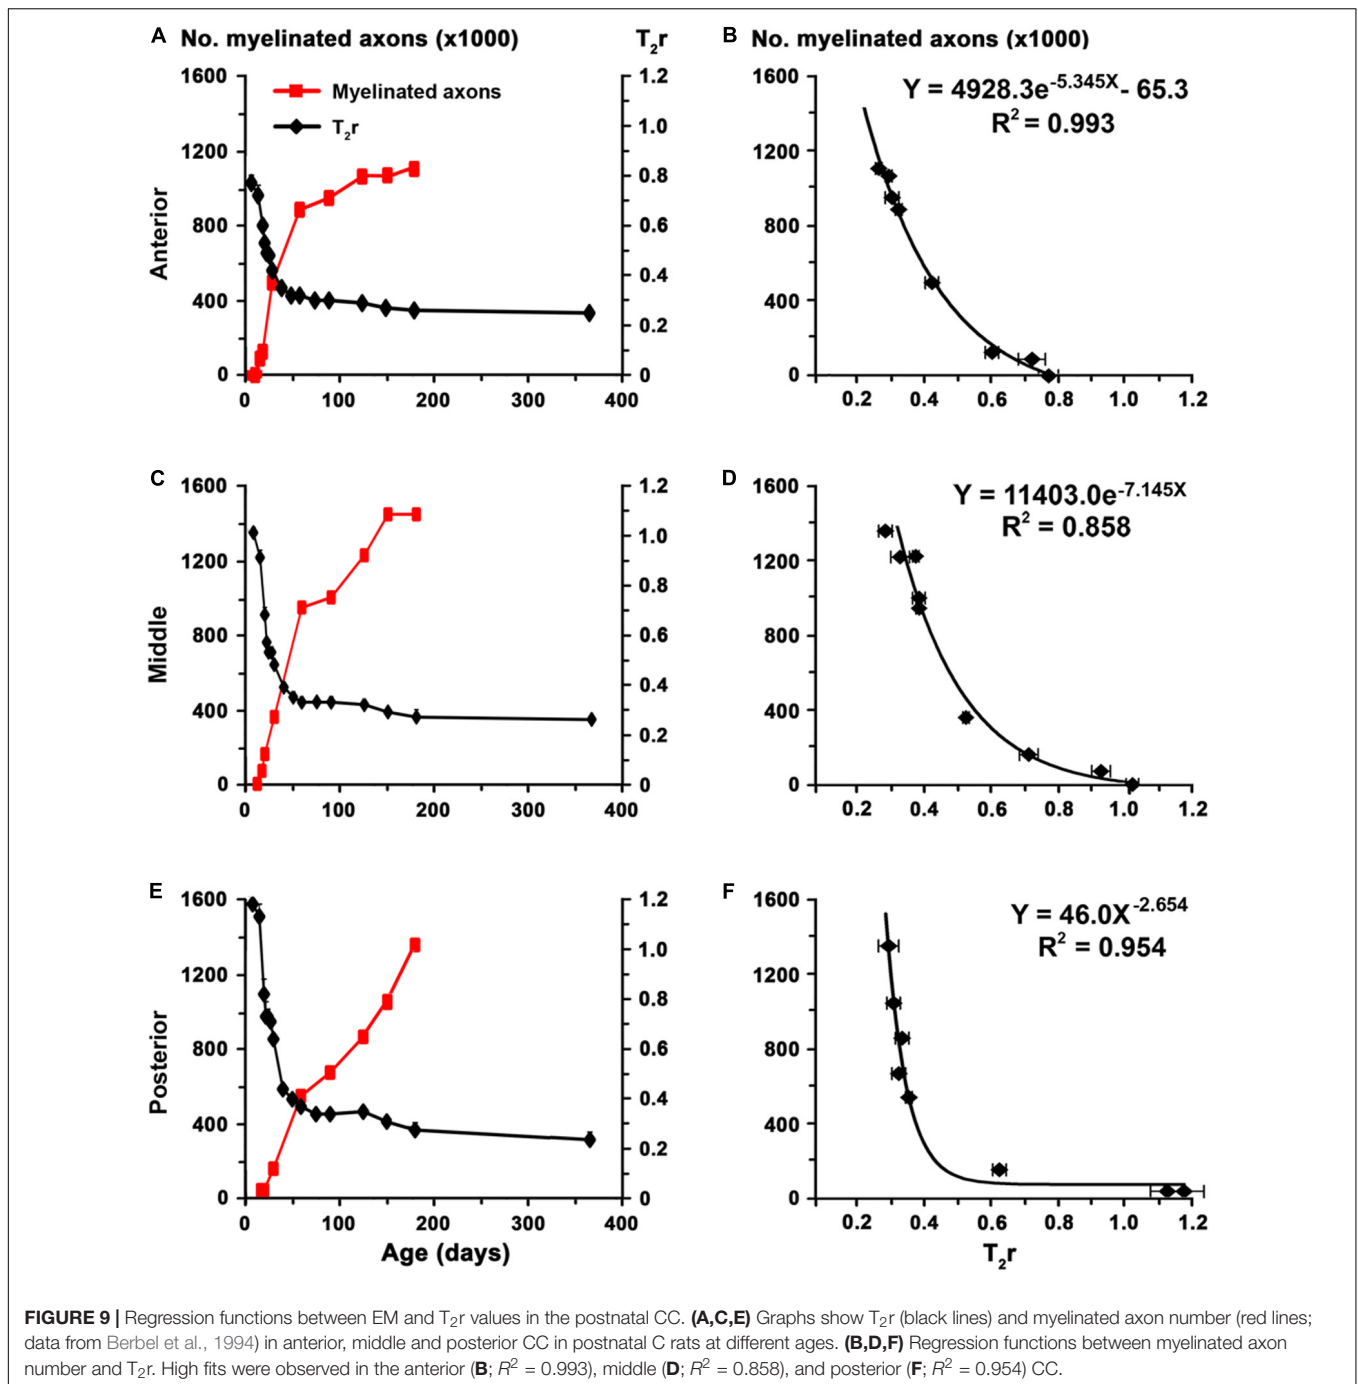 A No. myelinated axons (x1000) T₂r
1600
1200
800
400
0
Anterior
Myelinated axons
T₂r
1.2
1.0
0.8
0.6
0.4
0.2
0
0 100 200 300 400
B No. myelinated axons (x1000)
Y = 4928.3e^-5.345X - 65.3
R² = 0.993
1600
1200
800
400
0
0.2 0.4 0.6 0.8 1.0 1.2
C
1600
1200
800
400
0
Middle
1.2
1.0
0.8
0.6
0.4
0.2
0
0 100 200 300 400
D
Y = 11403.0e^-7.145X
R² = 0.858
1600
1200
800
400
0
0.2 0.4 0.6 0.8 1.0 1.2
E
1600
1200
800
400
0
Posterior
1.2
1.0
0.8
0.6
0.4
0.2
0
0 100 200 300 400
Age (days)
F
Y = 46.0X^-2.654
R² = 0.954
1600
1200
800
400
0
0.2 0.4 0.6 0.8 1.0 1.2
T₂r
FIGURE 9 | Regression functions between EM and T₂r values in the postnatal CC. (A,C,E) Graphs show T₂r (black lines) and myelinated axon number (red lines;
data from Berbel et al., 1994) in anterior, middle and posterior CC in postnatal C rats at different ages. (B,D,F) Regression functions between myelinated axon
number and T₂r. High fits were observed in the anterior (B; R² = 0.993), middle (D; R² = 0.858), and posterior (F; R² = 0.954) CC.